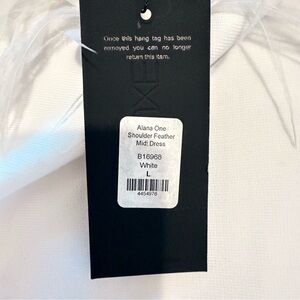 Once this hang tag has been
removed you can no longer
return this item.
Alana One
Shoulder Feather
Midi Dress
B16968
White
L
4454976